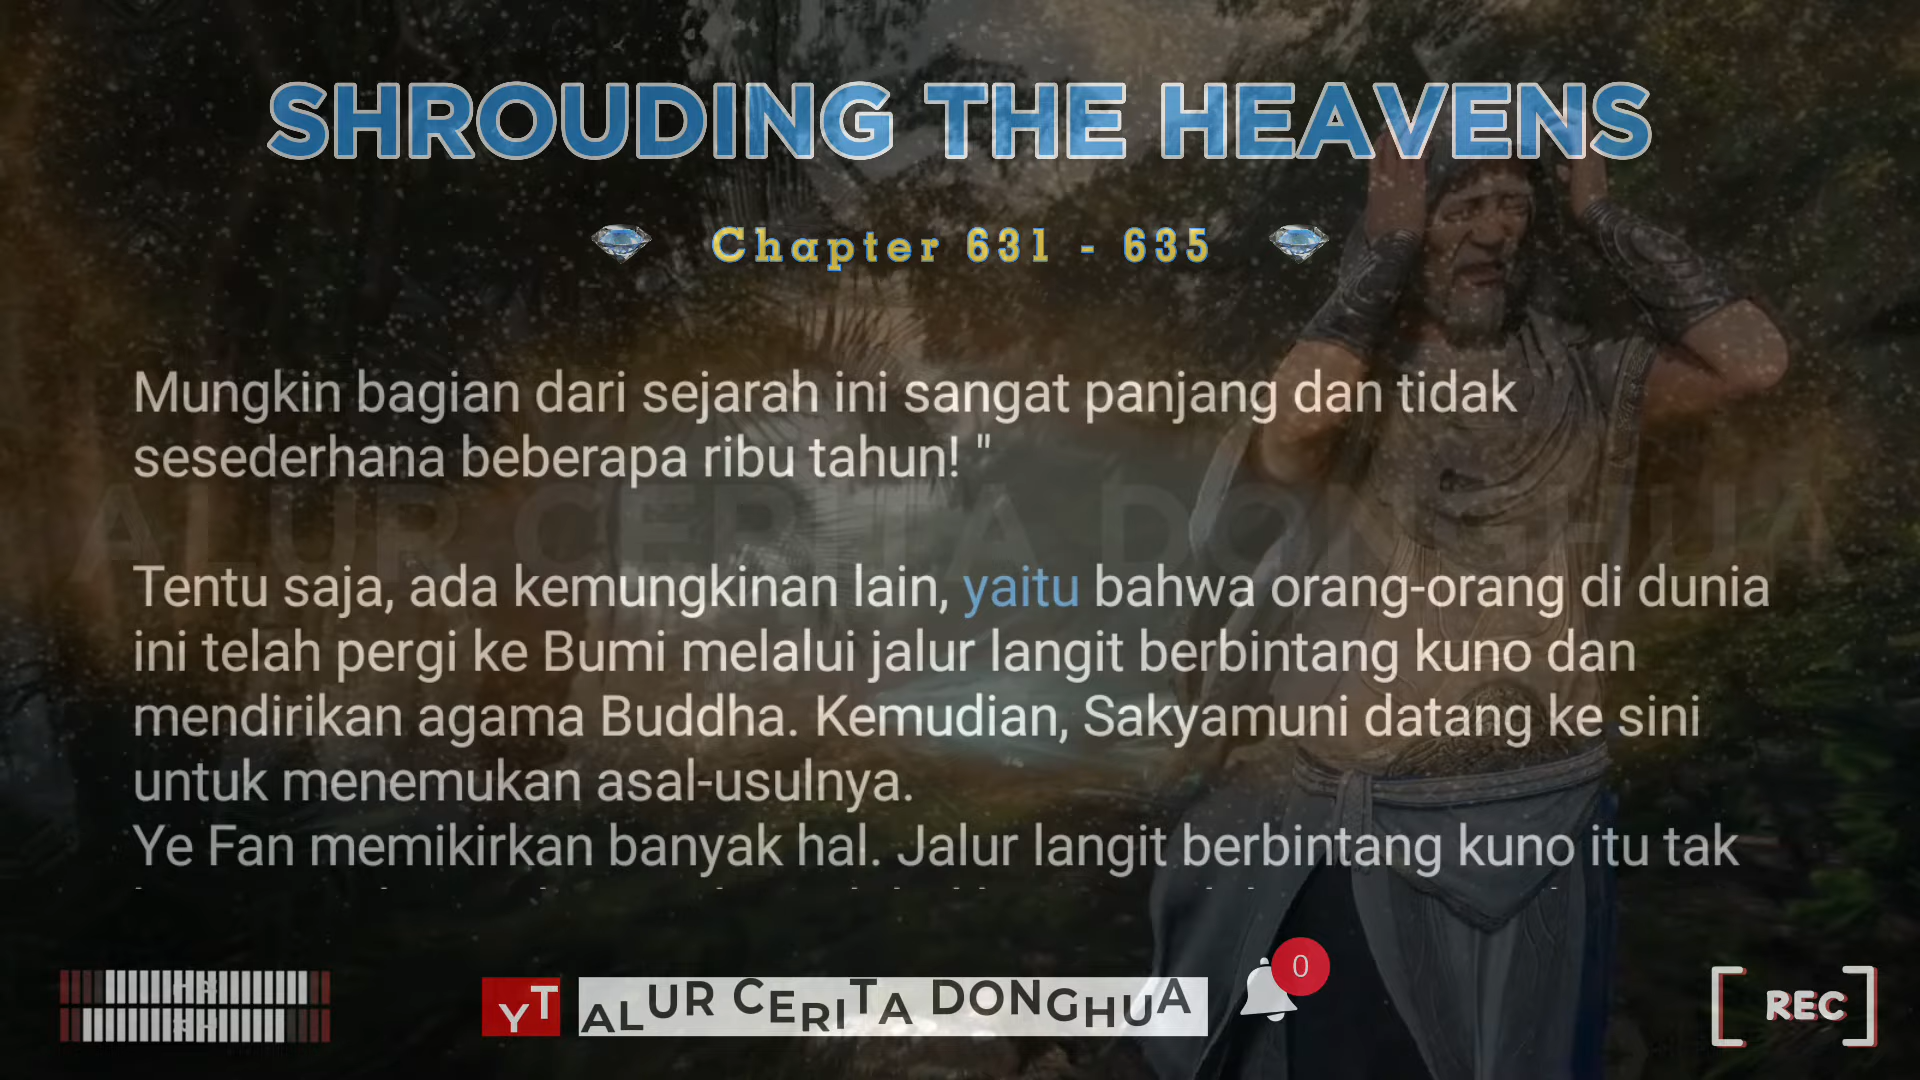 SHROUDING THE HEAVENS
Chapter 631 - 635
Mungkin bagian dari sejarah ini sangat panjang dan tidak
sesederhana beberapa ribu tahun! "
ALUR CERITA DONGHUA
Tentu saja, ada kemungkinan lain, yaitu bahwa orang-orang di dunia
ini telah pergi ke Bumi melalui jalur langit berbintang kuno dan
mendirikan agama Buddha. Kemudian, Sakyamuni datang ke sini
untuk menemukan asal-usulnya.
Ye Fan memikirkan banyak hal. Jalur langit berbintang kuno itu tak
YT ALUR CERITA DONGHUA
0
REC